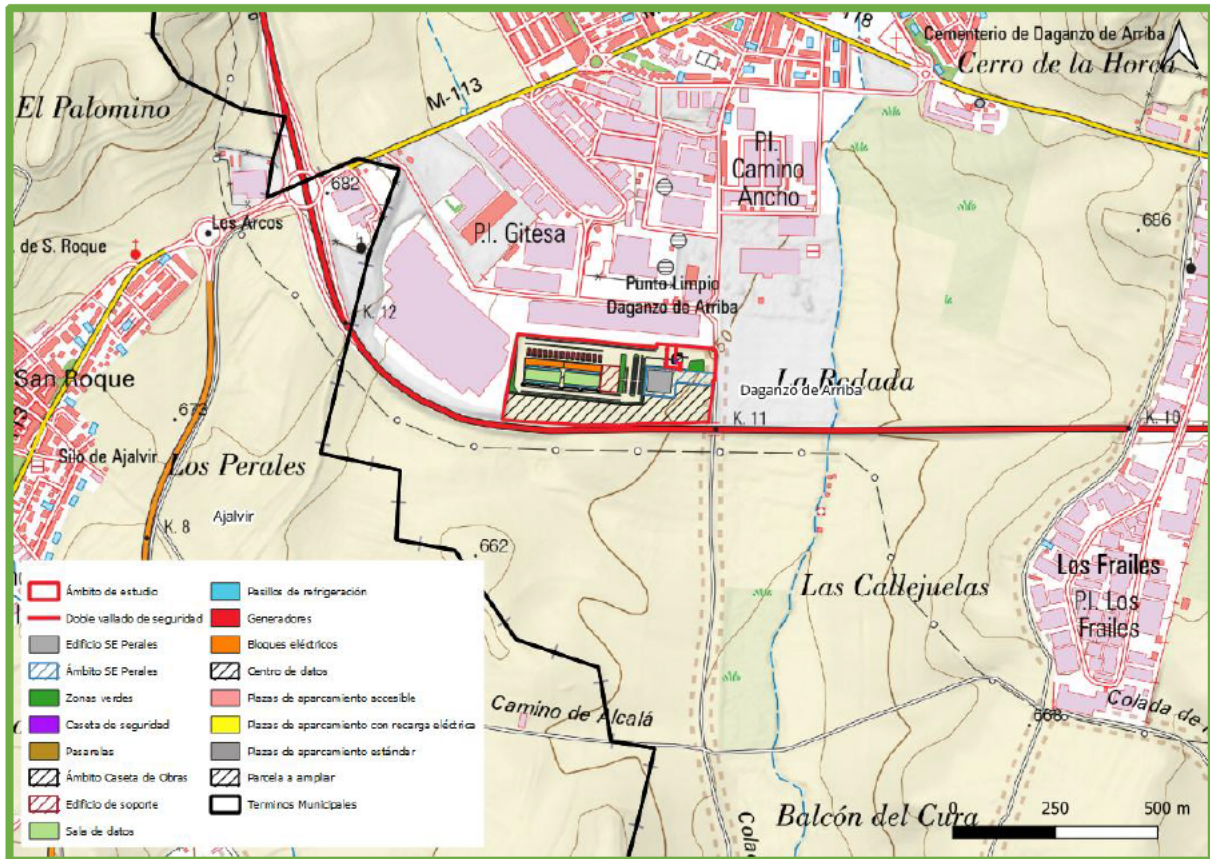 Cementerio de Daganzo de Arriba
Cerro de la Horca
El Palomino
M-113
P.I.
Camino
Ancho
682
Los Arcos
P.I. Gitesa
686
. de S. Roque
Punto Limpio
Daganzo de Arriba
K. 12
San Roque
La Redada
Daganzo de Arriba
673
K. 11
K. 10
Silo de Ajalvir
Los Perales
Ajalvir
K. 8
662
Los Frailes
P.I. Los
Frailes
Las Callejuelas
Camino de Alcalá
668
Colada de
Balcón del Cura
Cola
0 250 500 m
Ámbito de estudio
Doble vallado de seguridad
Edificio SE Perales
Ámbito SE Perales
Zonas verdes
Caseta de seguridad
Pasarelas
Ámbito Caseta de Obras
Edificio de soporte
Sala de datos
Pasillos de refrigeración
Generadores
Bloques eléctricos
Centro de datos
Plazas de aparcamiento accesible
Plazas de aparcamiento con recarga eléctrica
Plazas de aparcamiento estándar
Parcela a ampliar
Terminos Municipales